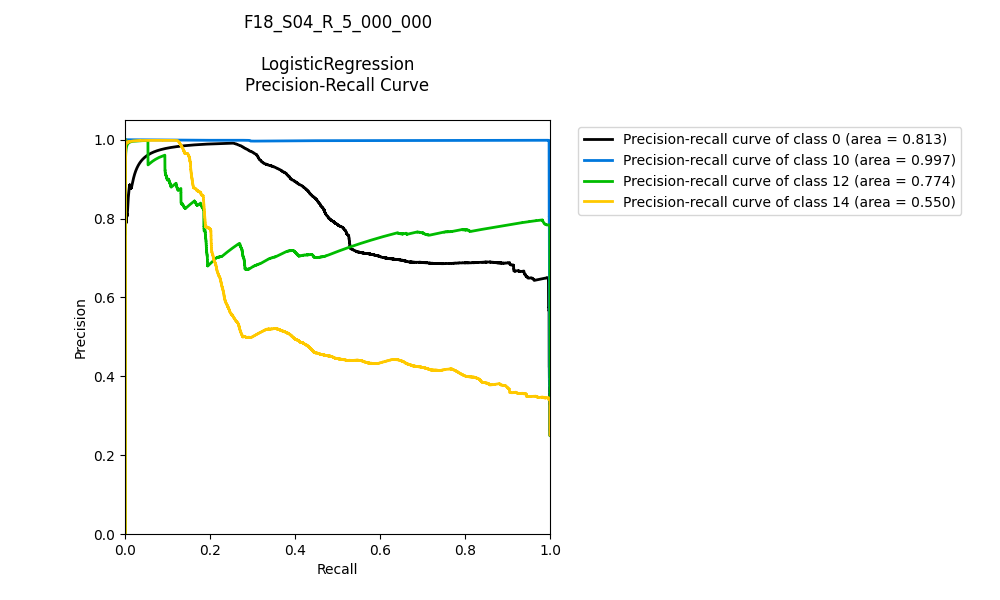 F18_S04_R_5_000_000
LogisticRegression
Precision-Recall Curve
Precision-recall curve of class 0 (area = 0.813)
Precision-recall curve of class 10 (area = 0.997)
Precision-recall curve of class 12 (area = 0.774)
Precision-recall curve of class 14 (area = 0.550)
1.0
0.8
0.6
0.4
0.2
0.0
Precision
0.0 0.2 0.4 0.6 0.8 1.0
Recall